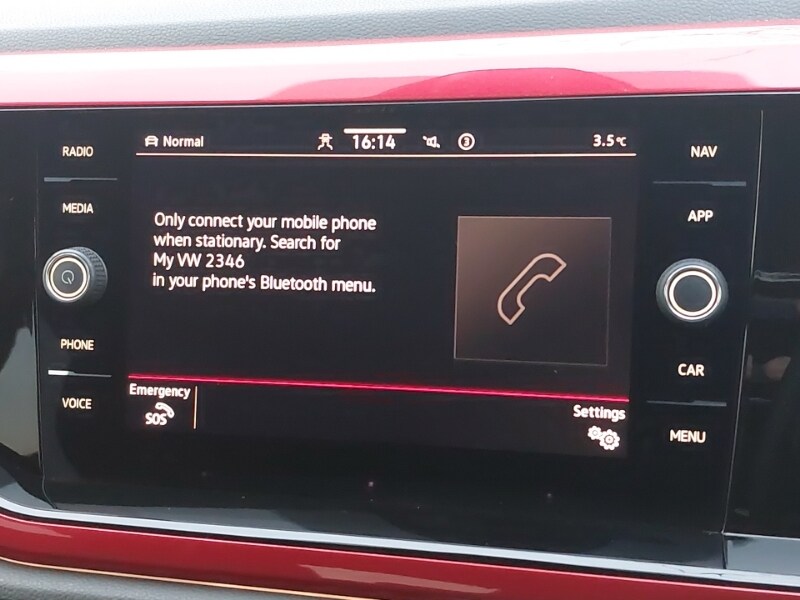 RADIO
MEDIA
PHONE
VOICE
Normal
16:14
3
3.5°C
Only connect your mobile phone
when stationary. Search for
My VW 2346
in your phone's Bluetooth menu.
Emergency
SOS
Settings
NAV
APP
CAR
MENU